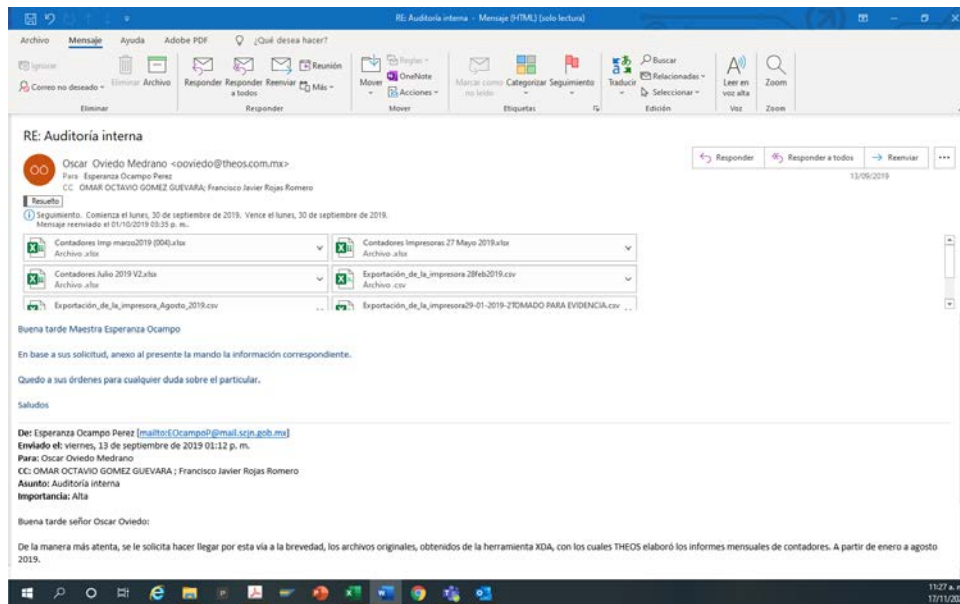 RE: Auditoría interna - Mensaje (HTML) (solo lectura)
Archivo Mensaje Ayuda Adobe PDF ¿Qué desea hacer?
Ignorar
Correo no deseado
Eliminar Archivo
Responder Responder a todos Reenviar
Reunión
Más
Mover
Reglas
OneNote
Acciones
Marcar como no leído Categorizar Seguimiento
Traducir
Buscar
Relacionadas
Seleccionar
Leer en voz alta
Zoom
Eliminar Responder Mover Etiquetas Edición Voz Zoom
RE: Auditoría interna
OO
Oscar Oviedo Medrano <ooviedo@theos.com.mx>
Para Esperanza Ocampo Perez
CC OMAR OCTAVIO GOMEZ GUEVARA; Francisco Javier Rojas Romero
Responder Responder a todos Reenviar
13/09/2019
Resuelto
Seguimiento. Comienza el lunes, 30 de septiembre de 2019. Vence el lunes, 30 de septiembre de 2019.
Mensaje reenviado el 01/10/2019 03:35 p. m..
Contadores Imp marzo2019 (004).xlsx
Archivo .xlsx
Contadores Impresoras 27 Mayo 2019.xlsx
Archivo .xlsx
Contadores Julio 2019 V2.xlsx
Archivo .xlsx
Exportación_de_la_impresora 28feb2019.csv
Archivo .csv
Exportación_de_la_impresora_Agosto_2019.csv
Exportación_de_la_impresora29-01-2019-2TOMADO PARA EVIDENCIA.csv
Buena tarde Maestra Esperanza Ocampo
En base a sus solicitud, anexo al presente la mando la información correspondiente.
Quedo a sus órdenes para cualquier duda sobre el particular.
Saludos
De: Esperanza Ocampo Perez [mailto:EOcampoP@mail.scjn.gob.mx]
Enviado el: viernes, 13 de septiembre de 2019 01:12 p. m.
Para: Oscar Oviedo Medrano
CC: OMAR OCTAVIO GOMEZ GUEVARA ; Francisco Javier Rojas Romero
Asunto: Auditoría interna
Importancia: Alta
Buena tarde señor Oscar Oviedo:
De la manera más atenta, se le solicita hacer llegar por esta vía a la brevedad, los archivos originales, obtenidos de la herramienta XDA, con los cuales THEOS elaboró los informes mensuales de contadores. A partir de enero a agosto
2019.
11:27 a.
17/11/20